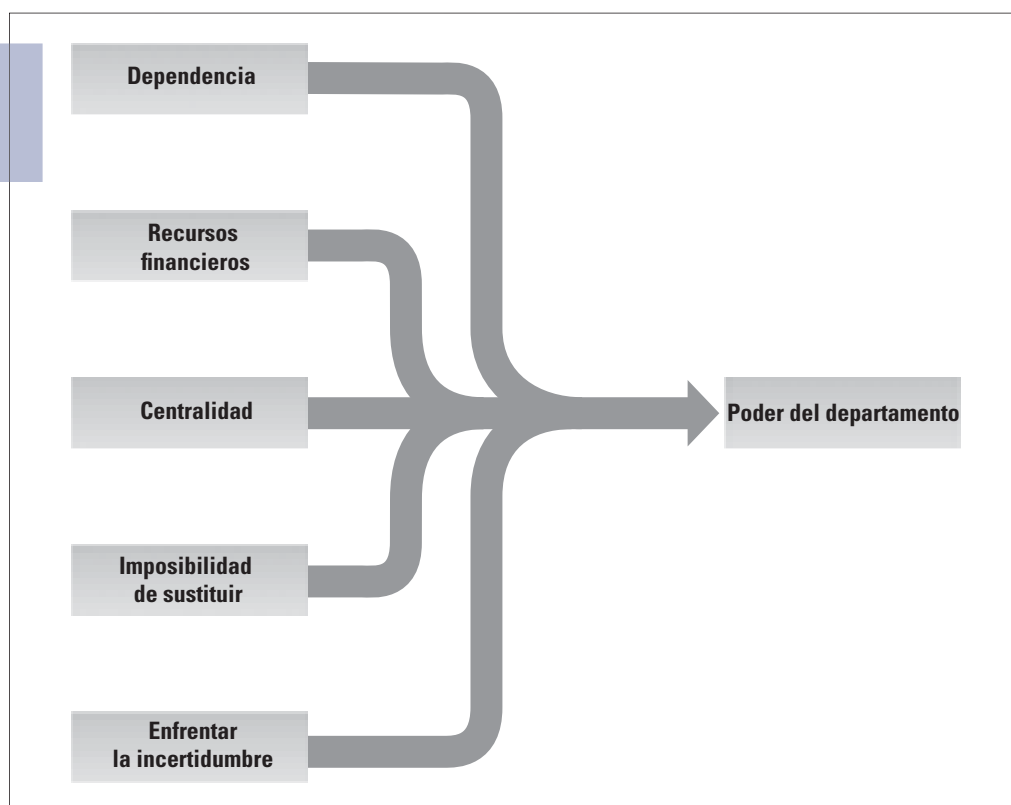 Dependencia
Recursos
financieros
Centralidad
Poder del departamento
Imposibilidad
de sustituir
Enfrentar
la incertidumbre